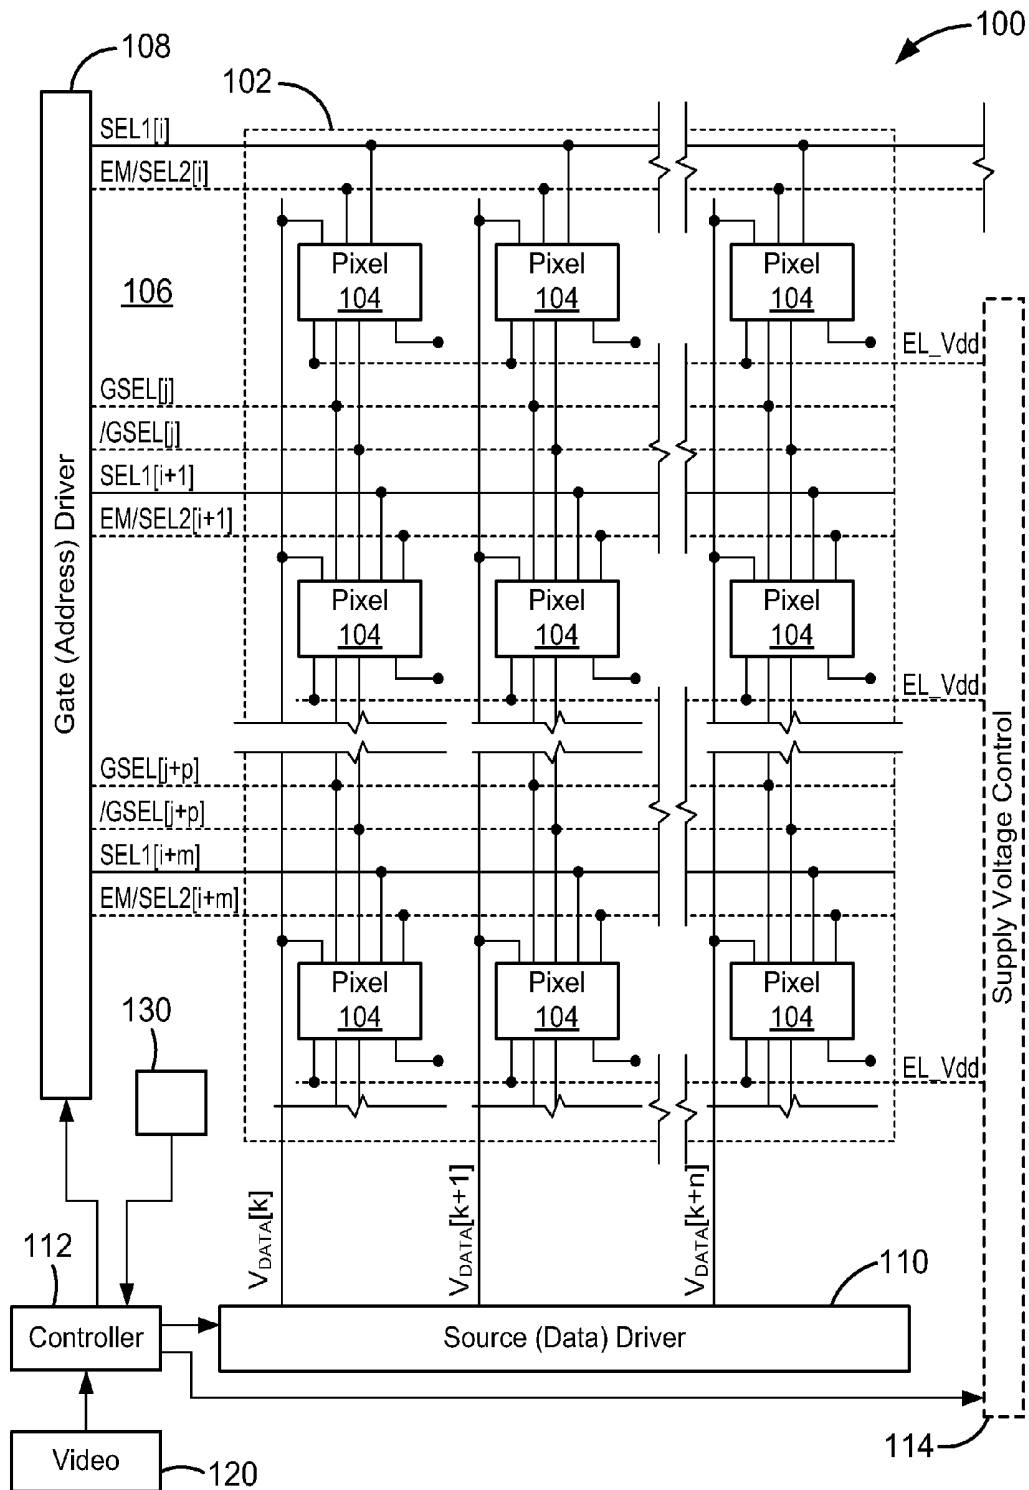 100
108
102
SEL1[i]
EM/SEL2[i]
Pixel 104
Pixel 104
Pixel 104
106
EL_Vdd
GSEL[j]
/GSEL[j]
SEL1[i+1]
EM/SEL2[i+1]
Gate (Address) Driver
Pixel 104
Pixel 104
Pixel 104
EL_Vdd
Supply Voltage Control
GSEL[j+p]
/GSEL[j+p]
SEL1[i+m]
EM/SEL2[i+m]
Pixel 104
Pixel 104
Pixel 104
130
EL_Vdd
VDATA[k]
VDATA[k+1]
VDATA[k+n]
112
110
Controller
Source (Data) Driver
114
Video
120